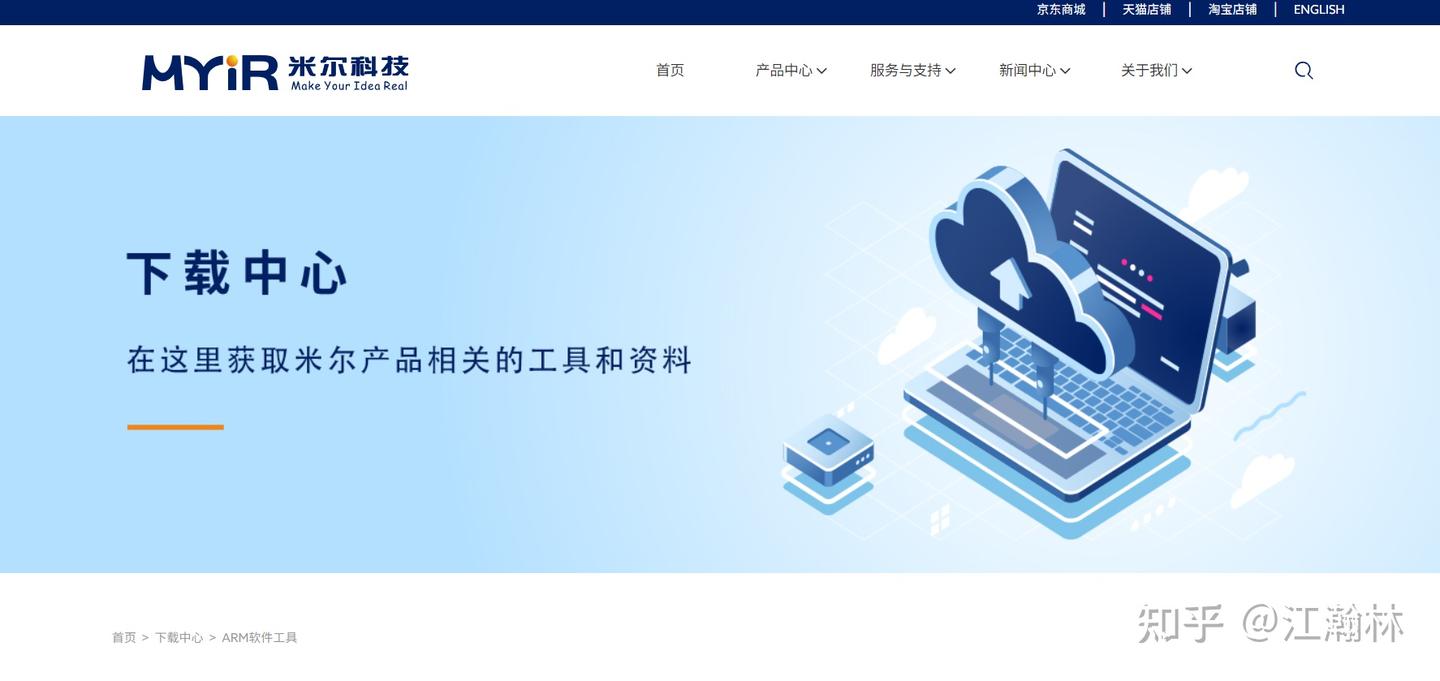 京东商城 | 天猫店铺 | 淘宝店铺 | ENGLISH
MYiR 米尔科技
Make Your Idea Real
首页 产品中心 服务与支持 新闻中心 关于我们
下载中心
在这里获取米尔产品相关的工具和资料
首页 > 下载中心 > ARM软件工具
知乎 @江瀚林